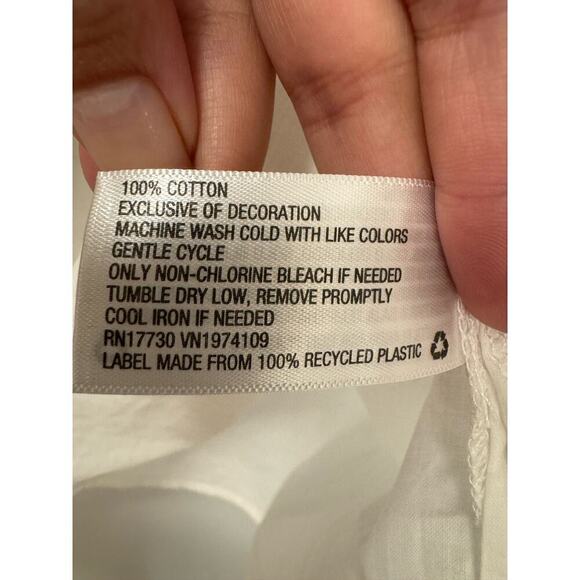 100% COTTON
EXCLUSIVE OF DECORATION
MACHINE WASH COLD WITH LIKE COLORS
GENTLE CYCLE
ONLY NON-CHLORINE BLEACH IF NEEDED
TUMBLE DRY LOW, REMOVE PROMPTLY
COOL IRON IF NEEDED
RN17730 VN1974109
LABEL MADE FROM 100% RECYCLED PLASTIC